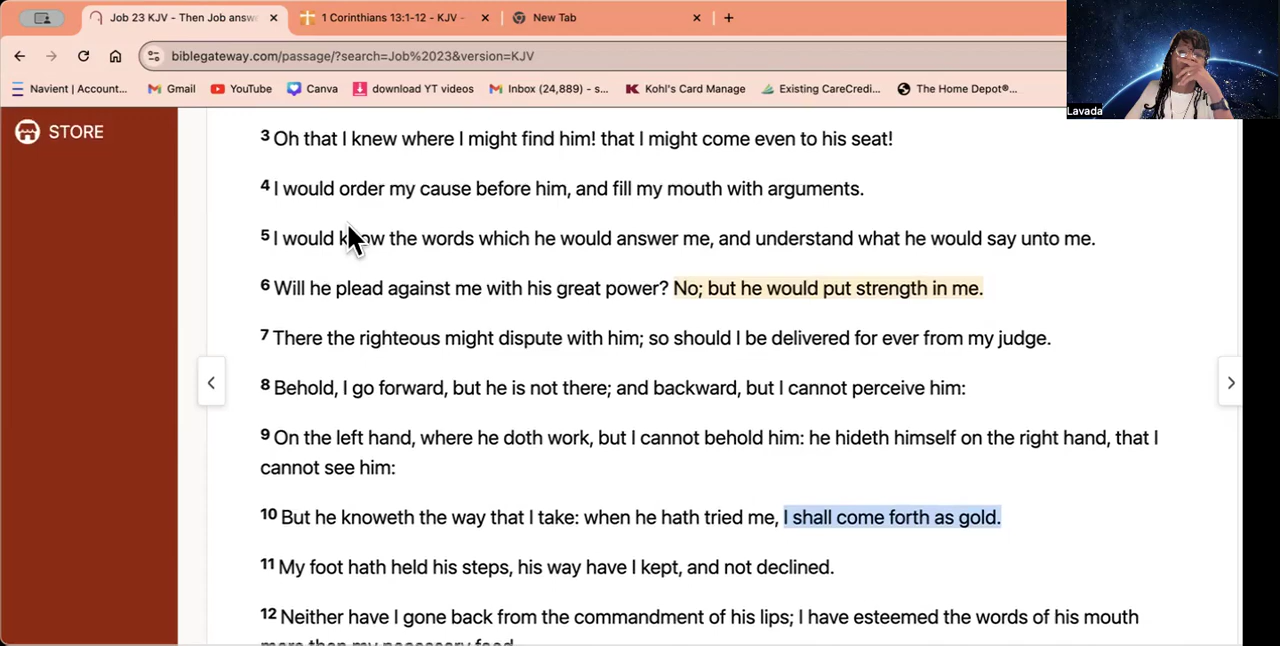 Job 23 KJV - Then Job answ
1 Corinthians 13:1-12 - KJV -
New Tab
biblegateway.com/passage/?search=Job%2023&version=KJV
Navient | Account... Gmail YouTube Canva download YT videos Inbox (24,889) - s... Kohl's Card Manage Existing CareCredi... The Home Depot®...
Lavada
STORE
3 Oh that I knew where I might find him! that I might come even to his seat!
4 I would order my cause before him, and fill my mouth with arguments.
5 I would know the words which he would answer me, and understand what he would say unto me.
6 Will he plead against me with his great power? No; but he would put strength in me.
7 There the righteous might dispute with him; so should I be delivered for ever from my judge.
8 Behold, I go forward, but he is not there; and backward, but I cannot perceive him:
9 On the left hand, where he doth work, but I cannot behold him: he hideth himself on the right hand, that I
cannot see him:
10 But he knoweth the way that I take: when he hath tried me, I shall come forth as gold.
11 My foot hath held his steps, his way have I kept, and not declined.
12 Neither have I gone back from the commandment of his lips; I have esteemed the words of his mouth
more than my necessary food.